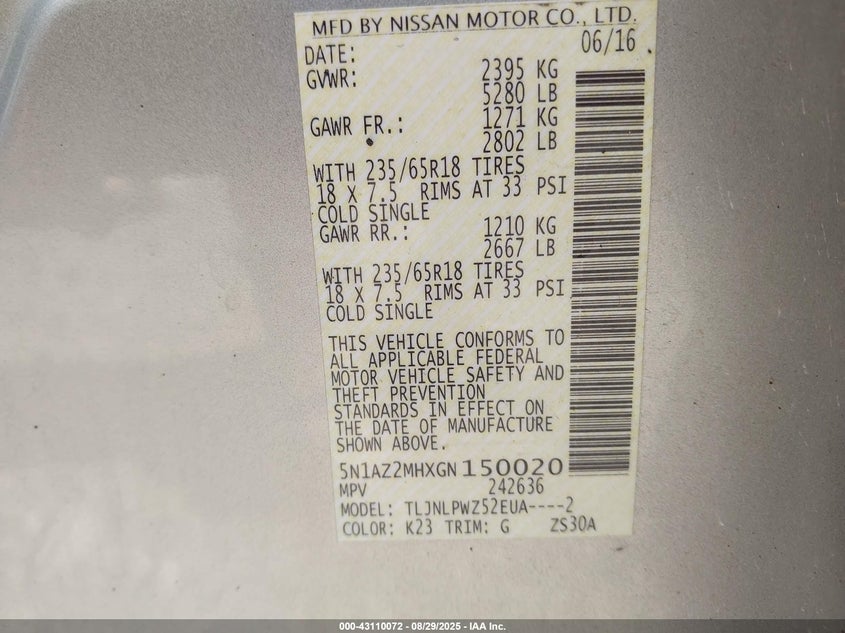 MFD BY NISSAN MOTOR CO., LTD.
DATE: 06/16
GVWR: 2395 KG
5280 LB
GAWR FR.: 1271 KG
2802 LB
WITH 235/65R18 TIRES
18 X 7.5 RIMS AT 33 PSI
COLD SINGLE
GAWR RR.: 1210 KG
2667 LB
WITH 235/65R18 TIRES
18 X 7.5 RIMS AT 33 PSI
COLD SINGLE
THIS VEHICLE CONFORMS TO
ALL APPLICABLE FEDERAL
MOTOR VEHICLE SAFETY AND
THEFT PREVENTION
STANDARDS IN EFFECT ON
THE DATE OF MANUFACTURE
SHOWN ABOVE.
5N1AZ2MHXGN150020
MPV 242636
MODEL: TLJNLPWZ52EUA----2
COLOR: K23 TRIM: G ZS30A
000-43110072 - 08/29/2025 - IAA Inc.